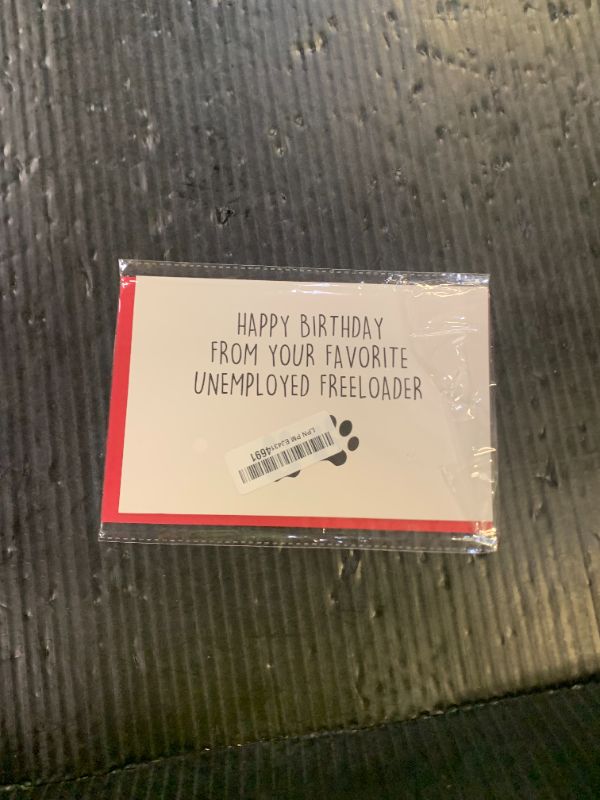 HAPPY BIRTHDAY
FROM YOUR FAVORITE
UNEMPLOYED FREELOADER